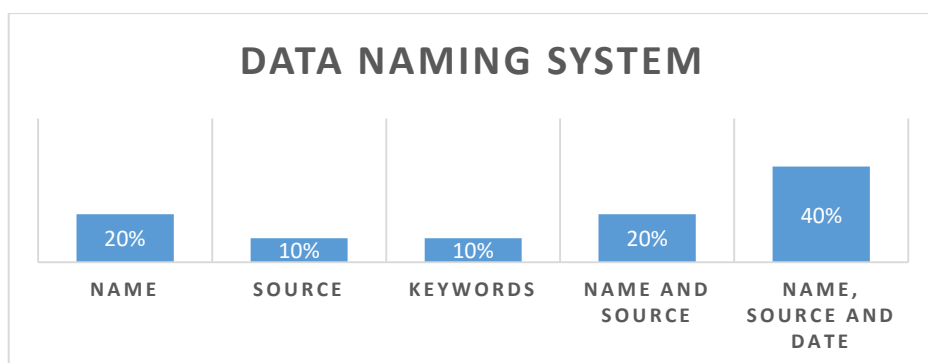 DATA NAMING SYSTEM
20%
10%
10%
20%
40%
NAME
SOURCE
KEYWORDS
NAME AND
SOURCE
NAME,
SOURCE AND
DATE